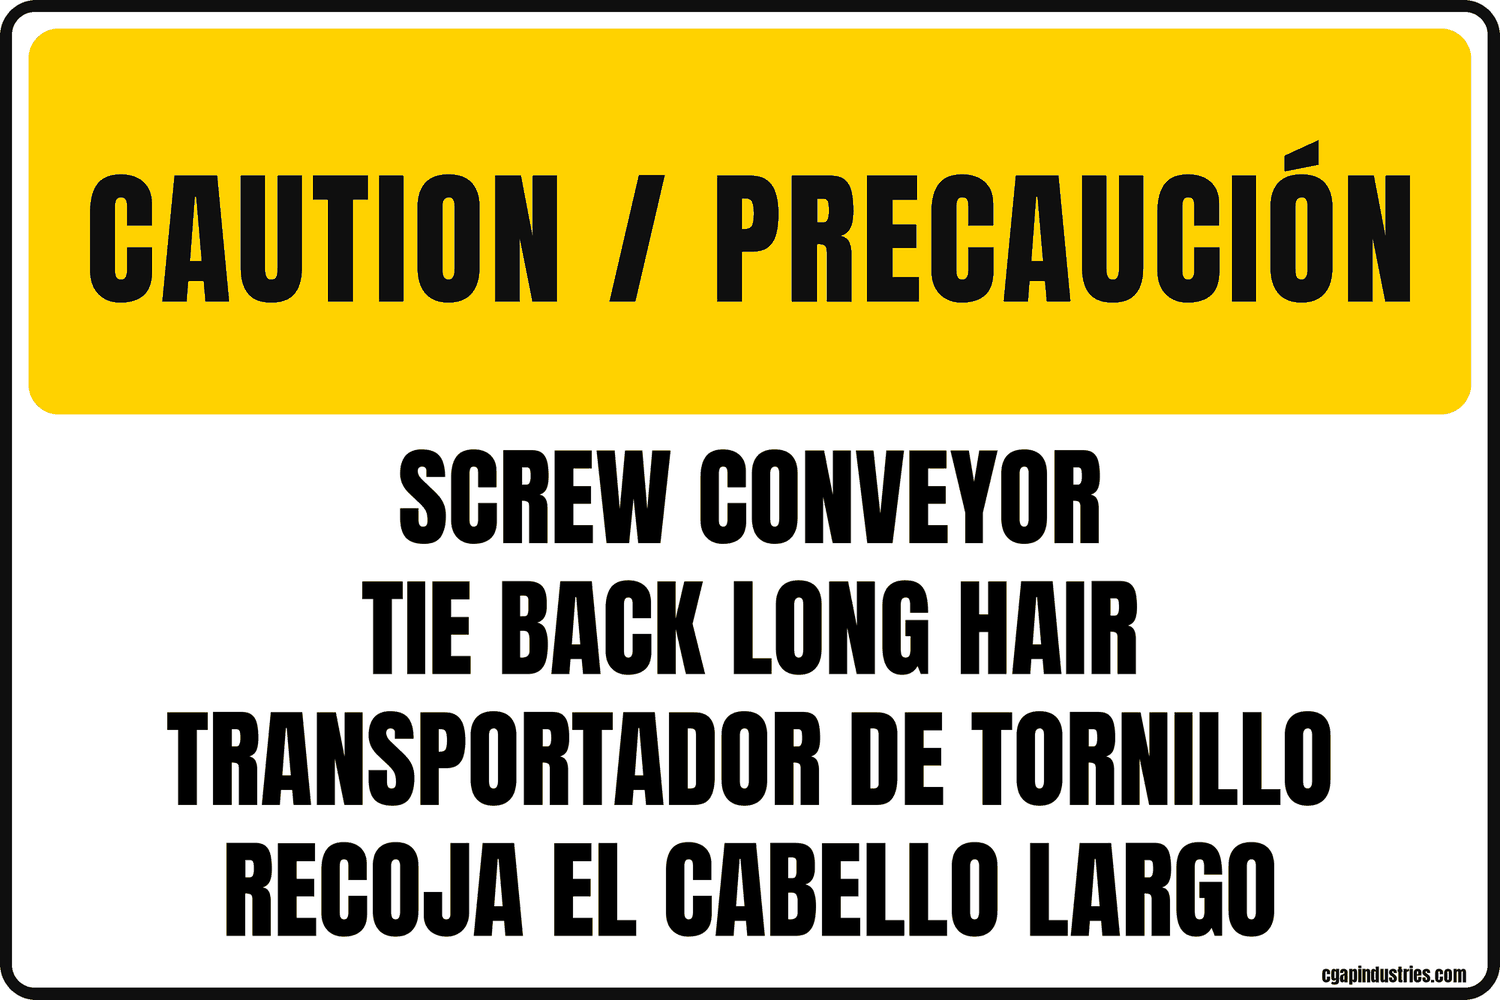 CAUTION / PRECAUCIÓN
SCREW CONVEYOR
TIE BACK LONG HAIR
TRANSPORTADOR DE TORNILLO
RECOJA EL CABELLO LARGO
cgapindustries.com